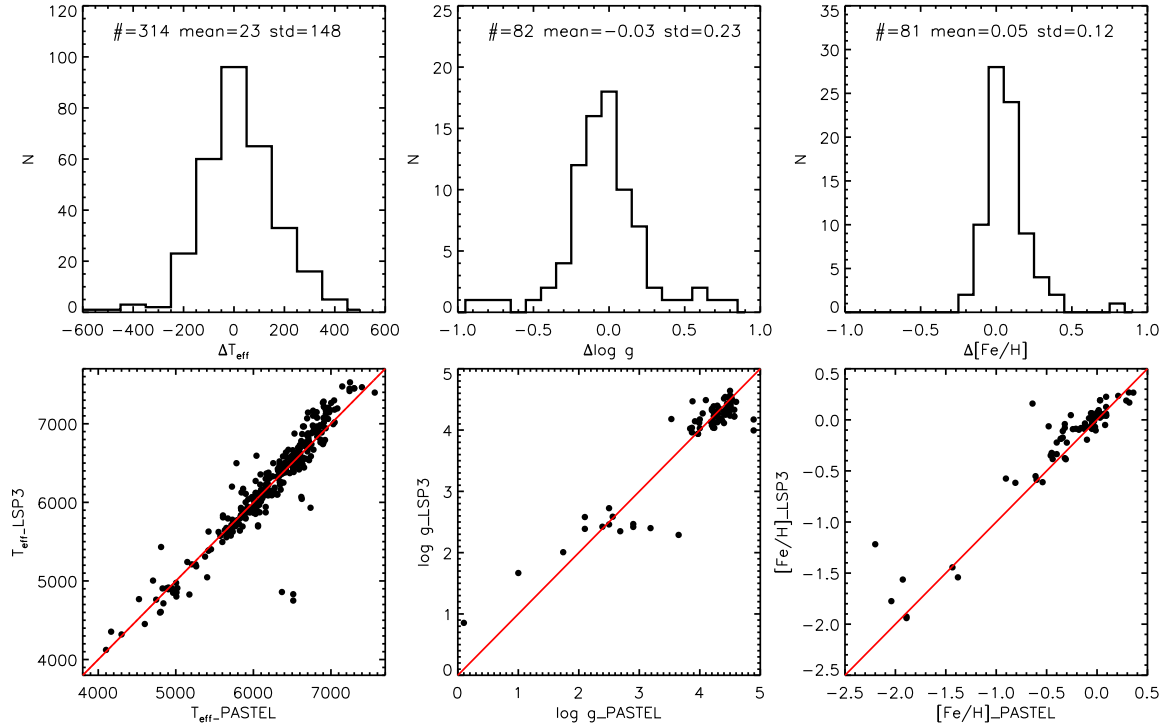 #=314 mean=23 std=148
120
100
80
60
40
20
0
N
−600 −400 −200 0 200 400 600
ΔT_eff
#=82 mean=−0.03 std=0.23
25
20
15
10
5
0
N
−1.0 −0.5 0.0 0.5 1.0
Δlog g
#=81 mean=0.05 std=0.12
35
30
25
20
15
10
5
0
N
−1.0 −0.5 0.0 0.5 1.0
Δ[Fe/H]
7000
6000
5000
4000
T_eff_LSP3
4000 5000 6000 7000
T_eff_PASTEL
5
4
3
2
1
0
log g_LSP3
0 1 2 3 4 5
log g_PASTEL
0.5
0.0
−0.5
−1.0
−1.5
−2.0
−2.5
[Fe/H]_LSP3
−2.5 −2.0 −1.5 −1.0 −0.5 0.0 0.5
[Fe/H]_PASTEL